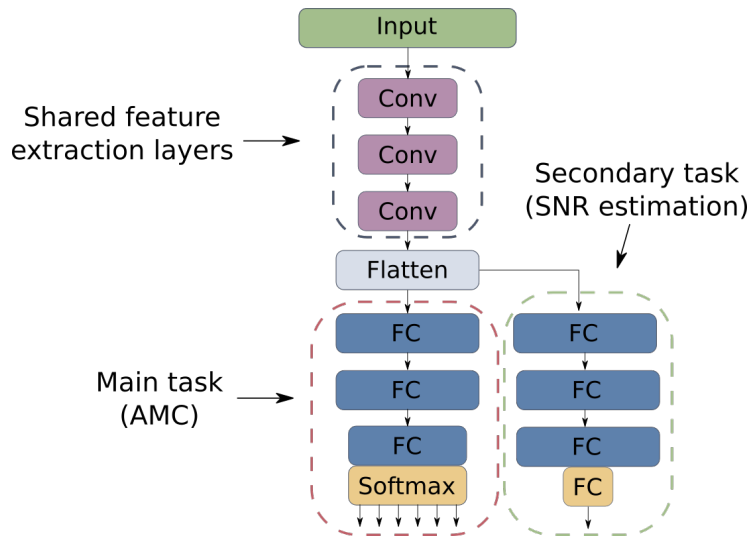 Input
Conv
Shared feature
extraction layers
Conv
Conv
Secondary task
(SNR estimation)
Flatten
FC
FC
Main task
(AMC)
FC
FC
FC
FC
Softmax
FC